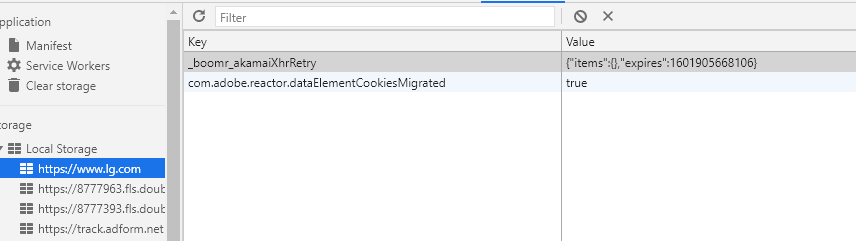 pplication
Manifest
Service Workers
Clear storage
torage
Local Storage
https://www.lg.com
https://8777963.fls.doub
https://8777393.fls.doub
https://track.adform.net
Filter
Key Value
_boomr_akamaiXhrRetry {"items":{},"expires":1601905668106}
com.adobe.reactor.dataElementCookiesMigrated true